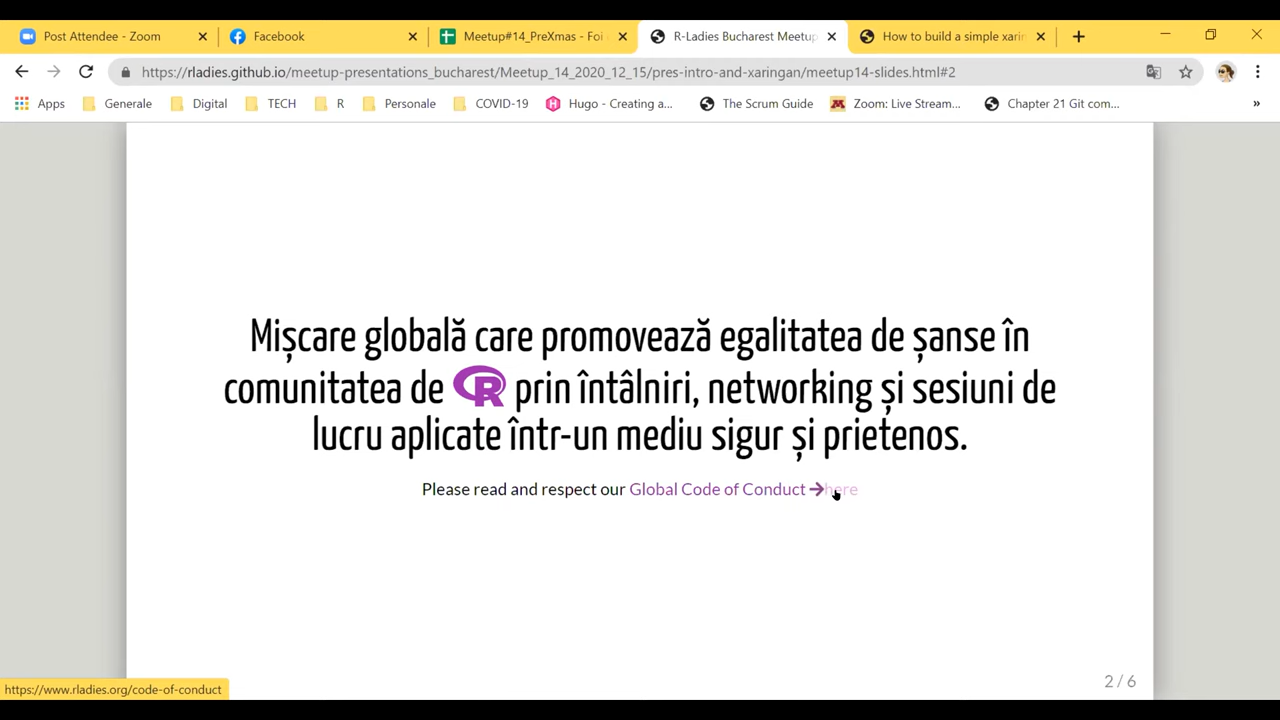 Post Attendee - Zoom
Facebook
Meetup#14_PreXmas - Foi
R-Ladies Bucharest Meetup
How to build a simple xarin
https://rladies.github.io/meetup-presentations_bucharest/Meetup_14_2020_12_15/pres-intro-and-xaringan/meetup14-slides.html#2
Apps
Generale
Digital
TECH
R
Personale
COVID-19
Hugo - Creating a...
The Scrum Guide
Zoom: Live Stream...
Chapter 21 Git com...
»
Mișcare globală care promovează egalitatea de șanse în
comunitatea de R prin întâlniri, networking și sesiuni de
lucru aplicate într-un mediu sigur și prietenos.
Please read and respect our Global Code of Conduct →here
2 / 6
https://www.rladies.org/code-of-conduct